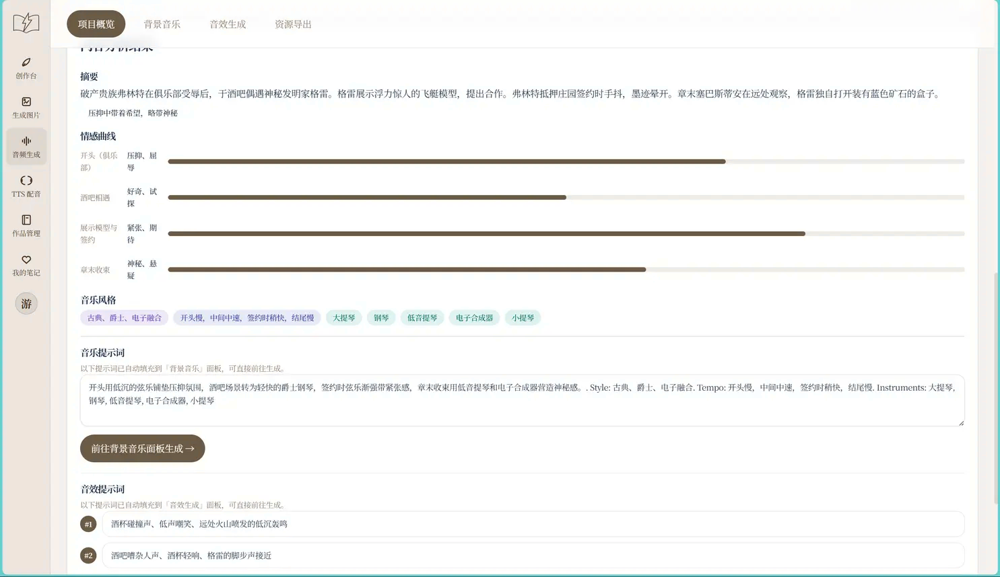 项目概览
背景音乐
音效生成
资源导出
创作台
生成图片
音频生成
TTS 配音
作品管理
我的笔记
游
内容分析结果
摘要
破产贵族弗林特在俱乐部受辱后，于酒吧偶遇神秘发明家格雷。格雷展示浮力惊人的飞艇模型，提出合作。弗林特抵押庄园签约时手抖，墨迹晕开。章末塞巴斯蒂安在远处观察，格雷独自打开装有蓝色矿石的盒子。
压抑中带着希望，略带神秘
情感曲线
开头（俱乐
部）
压抑、屈
辱
酒吧相遇
好奇、试
探
展示模型与
签约
紧张、期
待
章末收束
神秘、悬
疑
音乐风格
古典、爵士、电子融合
开头慢，中间中速，签约时稍快，结尾慢
大提琴
钢琴
低音提琴
电子合成器
小提琴
音乐提示词
以下提示词已自动填充到「背景音乐」面板，可直接前往生成。
开头用低沉的弦乐铺垫压抑氛围，酒吧场景转为轻快的爵士钢琴，签约时弦乐渐强带紧张感，章末收束用低音提琴和电子合成器营造神秘感。. Style: 古典、爵士、电子融合. Tempo: 开头慢，中间中速，签约时稍快，结尾慢. Instruments: 大提琴,
钢琴, 低音提琴, 电子合成器, 小提琴
前往背景音乐面板生成 →
音效提示词
以下提示词已自动填充到「音效生成」面板，可直接前往生成。
#1
酒杯碰撞声、低声嘲笑、远处火山喷发的低沉轰鸣
#2
酒吧嘈杂人声、酒杯轻响、格雷的脚步声接近